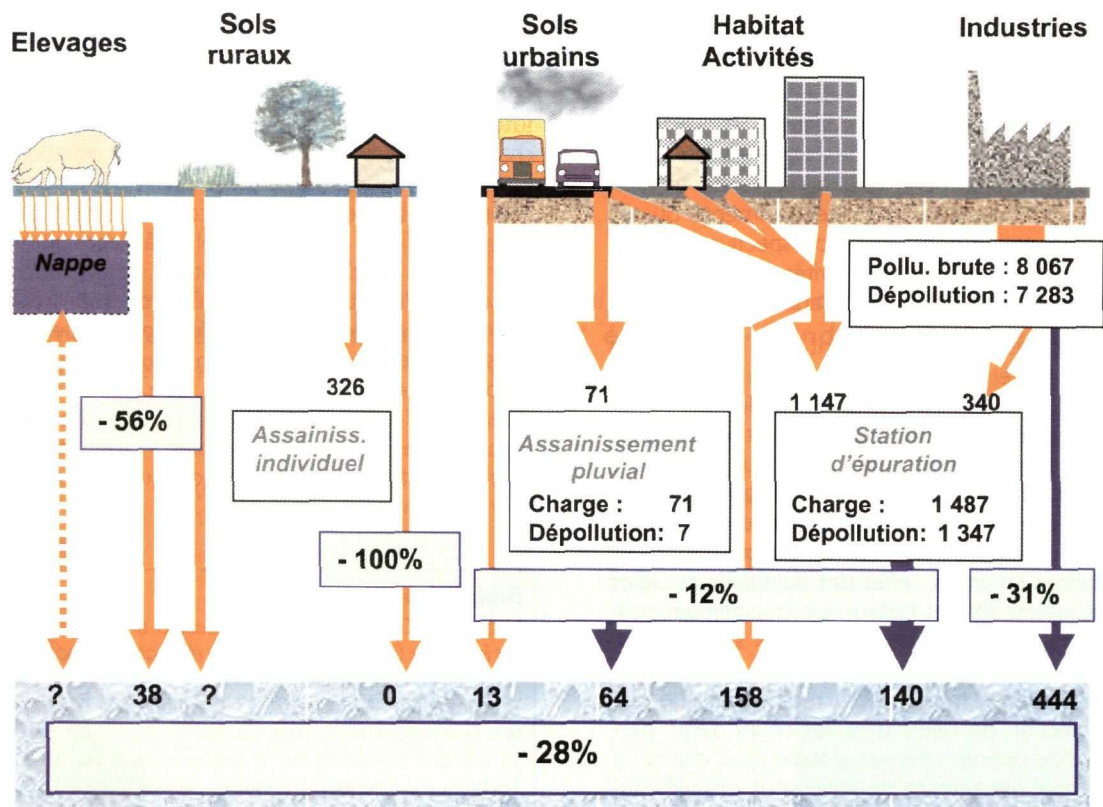 Elevages
Sols
ruraux
Sols
urbains
Habitat
Activités
Industries
Nappe
Pollu. brute : 8 067
Dépollution : 7 283
326
71
1 147
340
- 56%
Assainiss.
individuel
Assainissement
pluvial
Charge : 71
Dépollution: 7
Station
d'épuration
Charge : 1 487
Dépollution: 1 347
- 100%
- 12%
- 31%
? 38 ? 0 13 64 158 140 444
- 28%